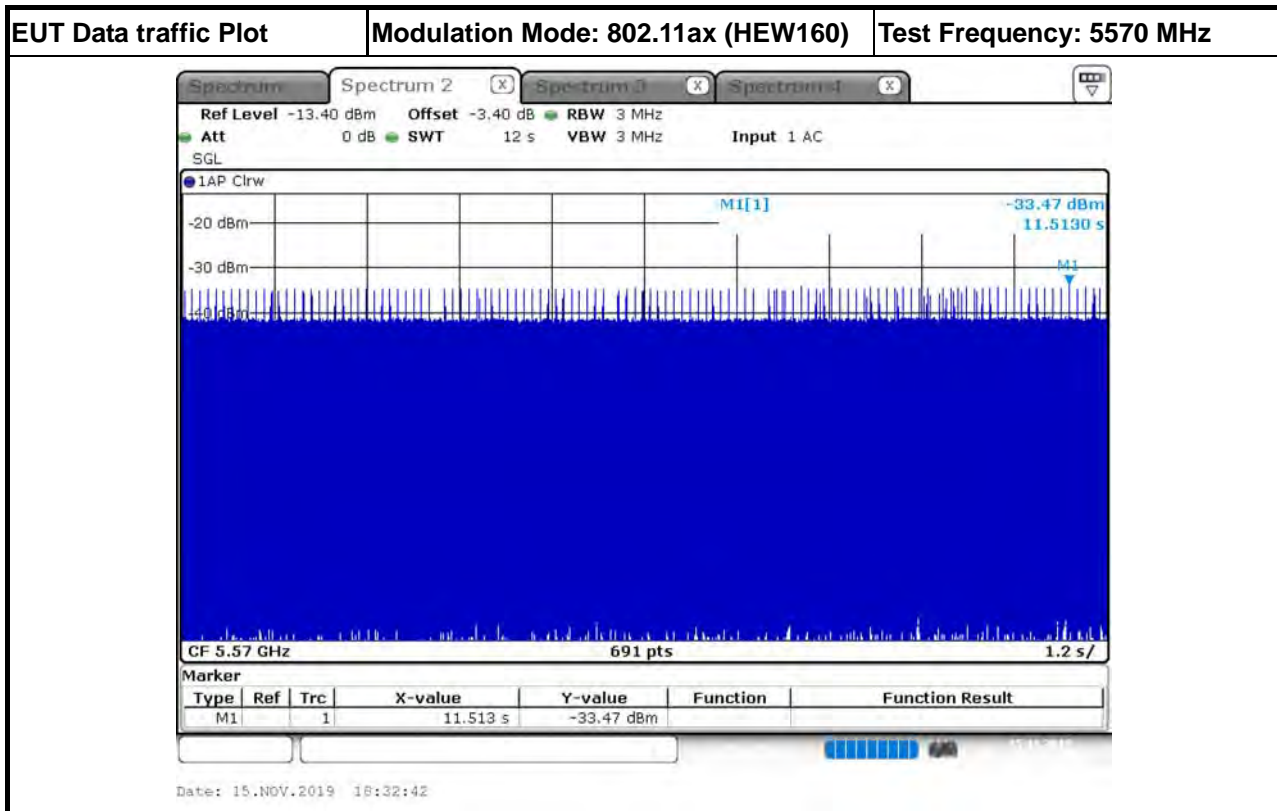 EUT Data traffic Plot Modulation Mode: 802.11ax (HEW160) Test Frequency: 5570 MHz
Spectrum Spectrum 2 X Spectrum 3 X Spectrum 4 X
Ref Level -13.40 dBm Offset -3.40 dB RBW 3 MHz
Att 0 dB SWT 12 s VBW 3 MHz Input 1 AC
SGL
1AP Clrw
M1[1] -33.47 dBm
11.5130 s
-20 dBm
-30 dBm
M1
-40 dBm
CF 5.57 GHz 691 pts 1.2 s/
Marker
Type Ref Trc X-value Y-value Function Function Result
M1 1 11.513 s -33.47 dBm
Date: 15.NOV.2019 18:32:42